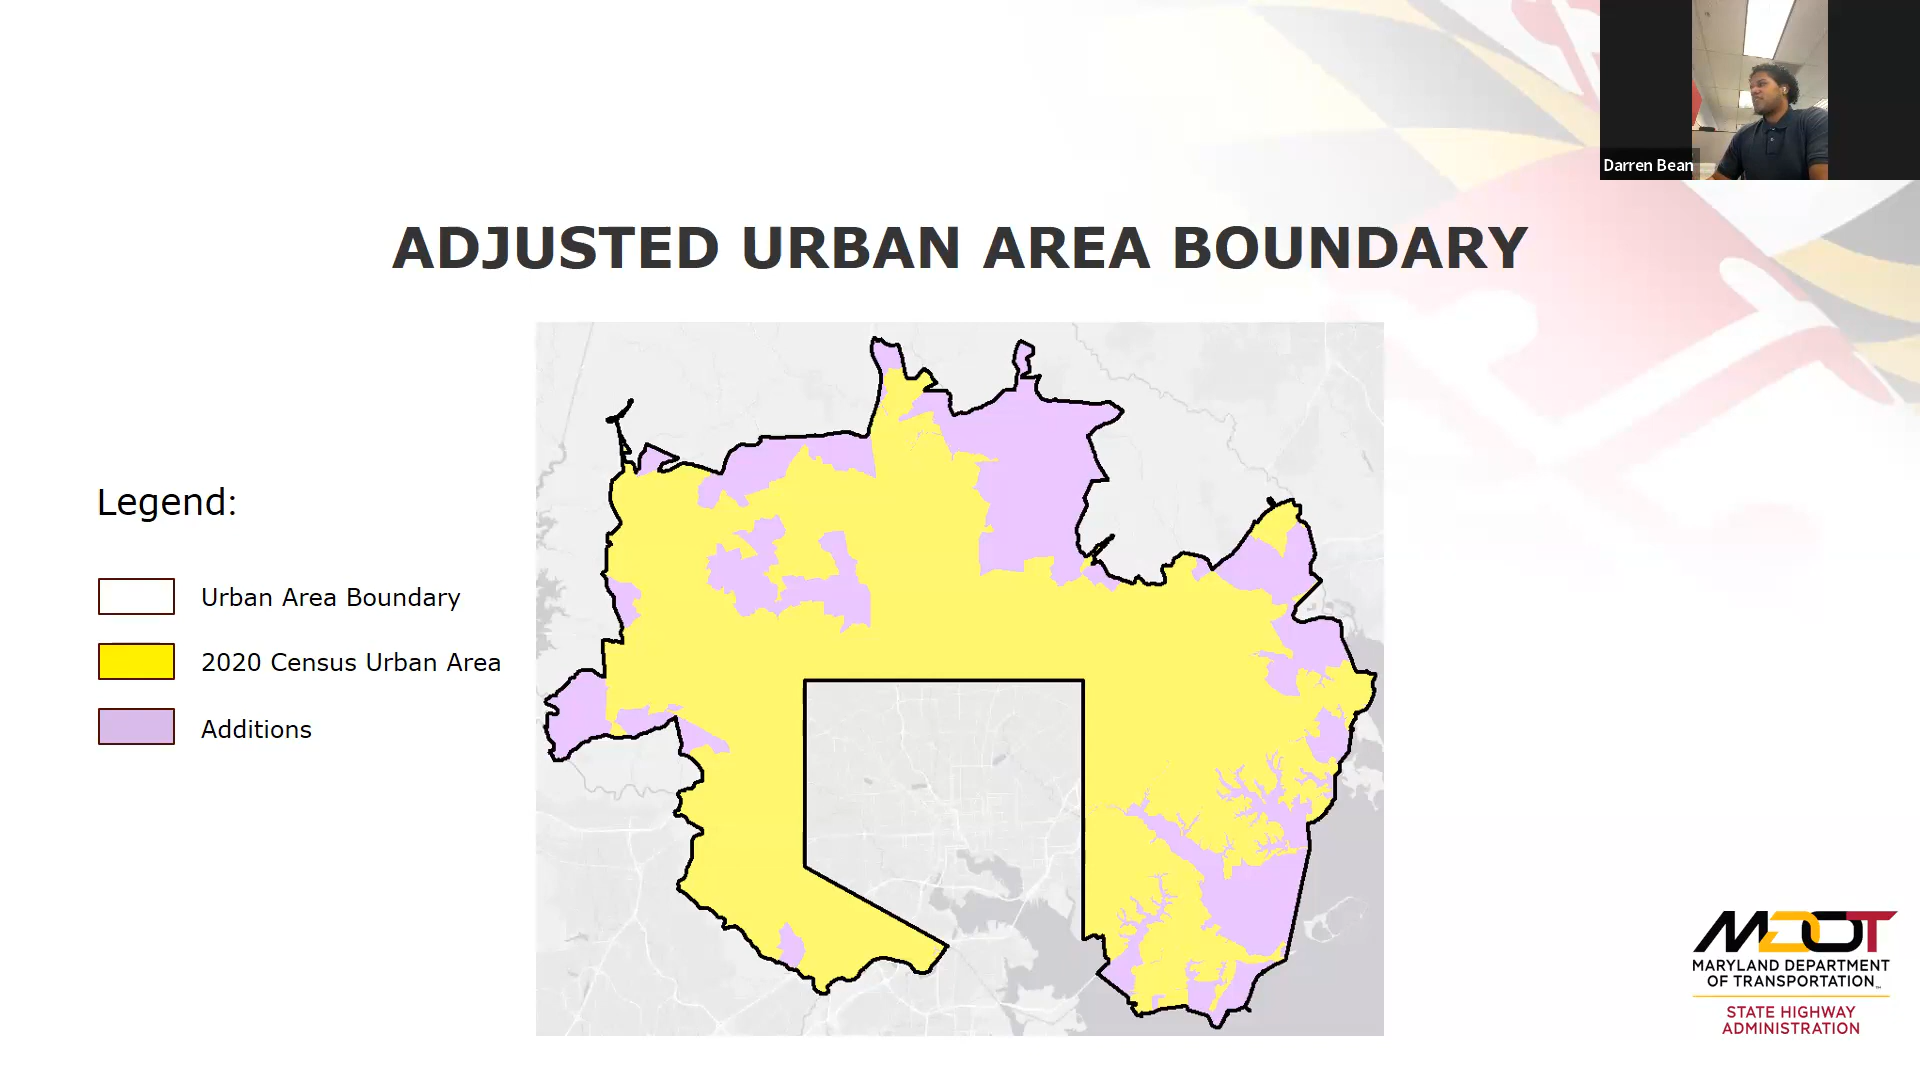 Darren Bean
ADJUSTED URBAN AREA BOUNDARY
Legend:
Urban Area Boundary
2020 Census Urban Area
Additions
MDOT
MARYLAND DEPARTMENT
OF TRANSPORTATION
STATE HIGHWAY
ADMINISTRATION